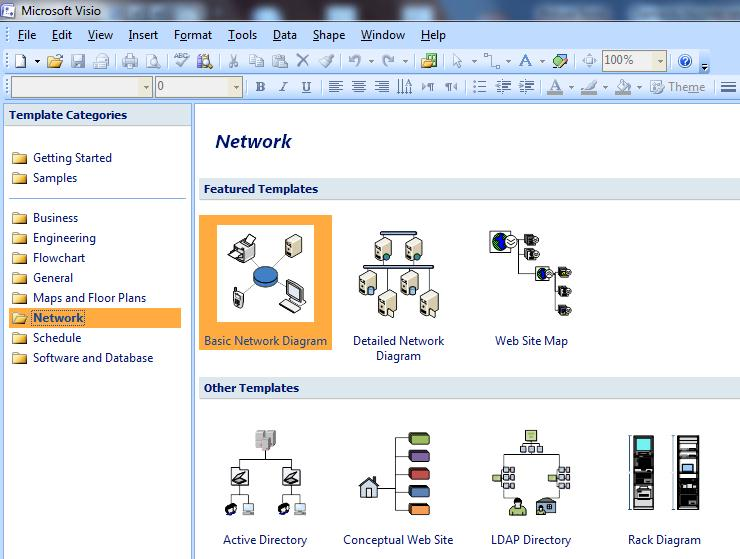 Microsoft Visio
File Edit View Insert Format Tools Data Shape Window Help
ABC A 100%
0 B I U A Theme
Template Categories
Getting Started
Samples
Business
Engineering
Flowchart
General
Maps and Floor Plans
Network
Schedule
Software and Database
Network
Featured Templates
Basic Network Diagram
Detailed Network
Diagram
Web Site Map
Other Templates
Active Directory
Conceptual Web Site
LDAP Directory
Rack Diagram